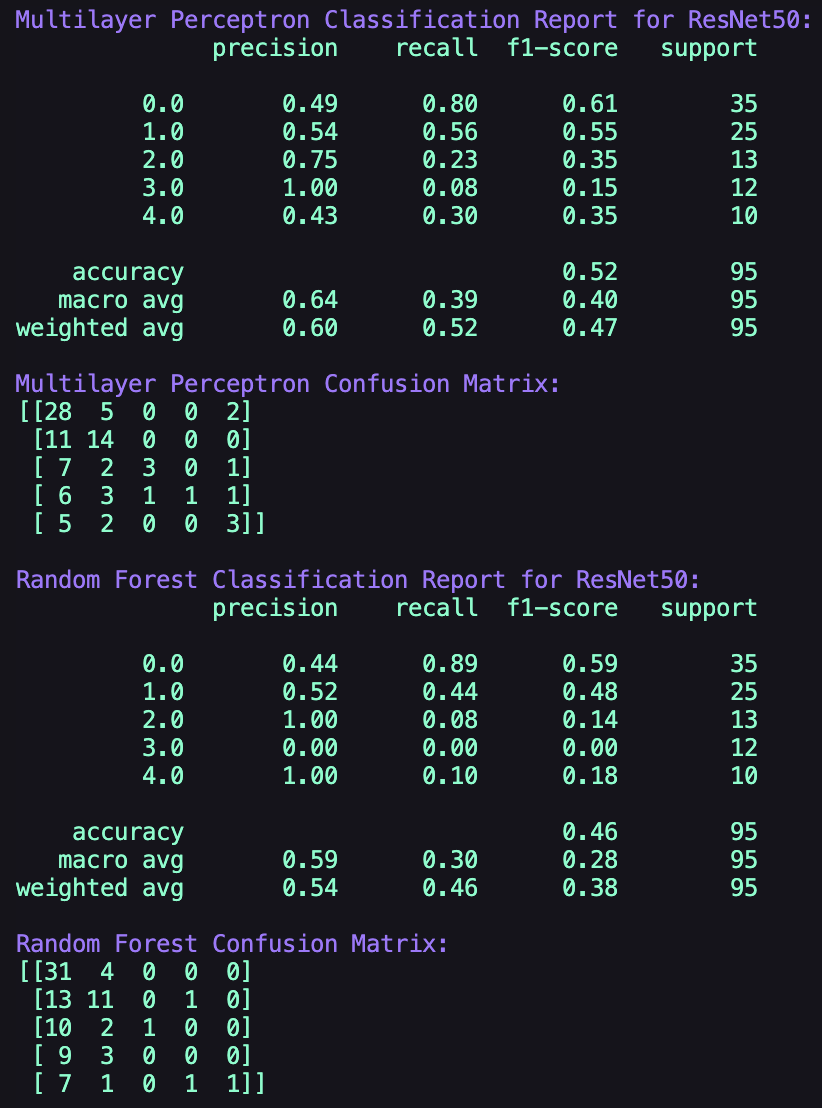 Multilayer Perceptron Classification Report for ResNet50:
              precision    recall  f1-score   support

         0.0       0.49      0.80      0.61        35
         1.0       0.54      0.56      0.55        25
         2.0       0.75      0.23      0.35        13
         3.0       1.00      0.08      0.15        12
         4.0       0.43      0.30      0.35        10

    accuracy                           0.52        95
   macro avg       0.64      0.39      0.40        95
weighted avg       0.60      0.52      0.47        95

Multilayer Perceptron Confusion Matrix:
[[28  5  0  0  2]
 [11 14  0  0  0]
 [ 7  2  3  0  1]
 [ 6  3  1  1  1]
 [ 5  2  0  0  3]]

Random Forest Classification Report for ResNet50:
              precision    recall  f1-score   support

         0.0       0.44      0.89      0.59        35
         1.0       0.52      0.44      0.48        25
         2.0       1.00      0.08      0.14        13
         3.0       0.00      0.00      0.00        12
         4.0       1.00      0.10      0.18        10

    accuracy                           0.46        95
   macro avg       0.59      0.30      0.28        95
weighted avg       0.54      0.46      0.38        95

Random Forest Confusion Matrix:
[[31  4  0  0  0]
 [13 11  0  1  0]
 [10  2  1  0  0]
 [ 9  3  0  0  0]
 [ 7  1  0  1  1]]